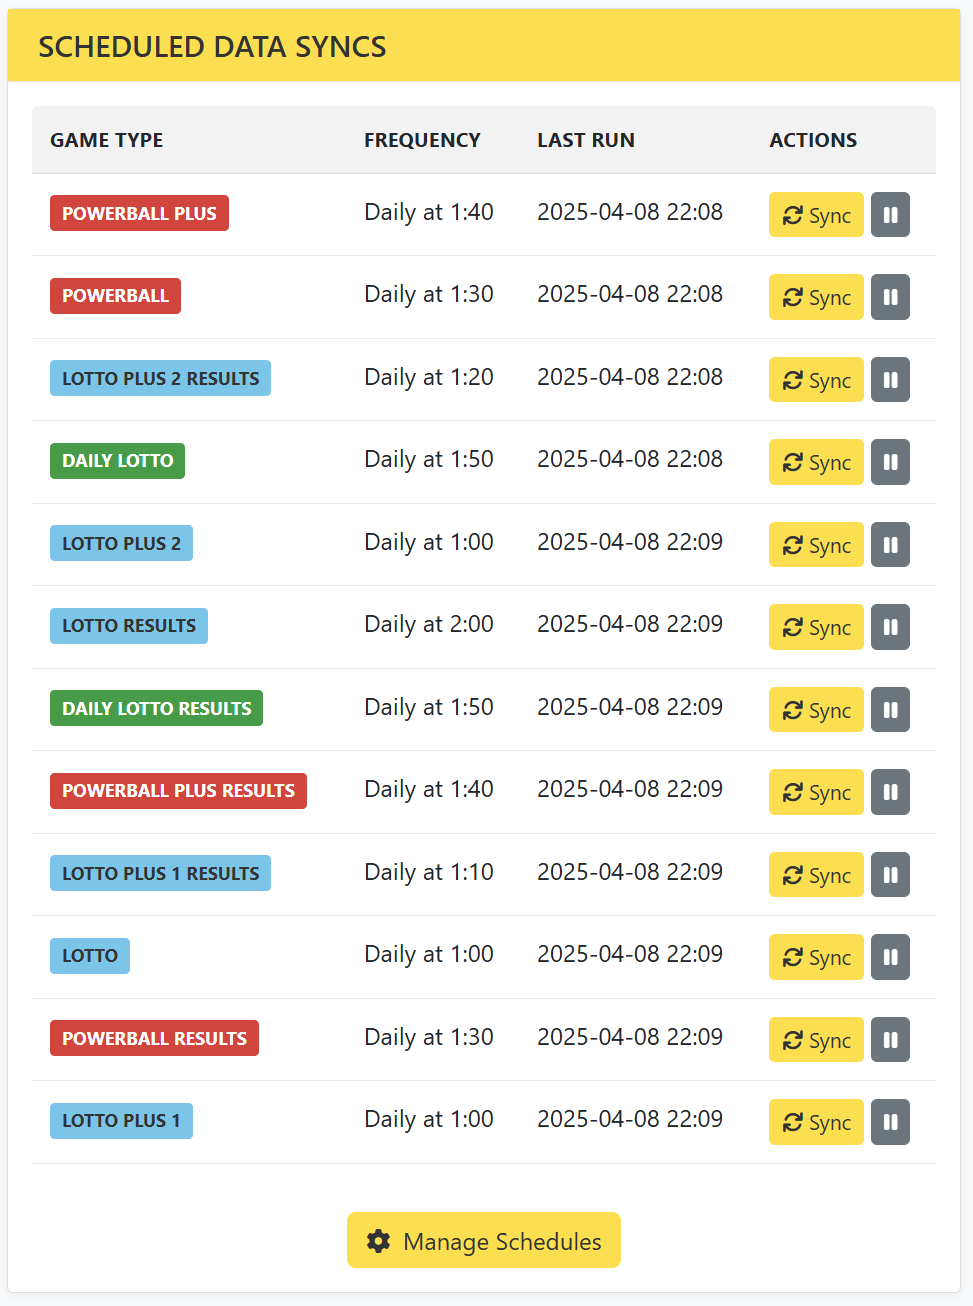 SCHEDULED DATA SYNCS
GAME TYPE FREQUENCY LAST RUN ACTIONS
POWERBALL PLUS Daily at 1:40 2025-04-08 22:08 Sync
POWERBALL Daily at 1:30 2025-04-08 22:08 Sync
LOTTO PLUS 2 RESULTS Daily at 1:20 2025-04-08 22:08 Sync
DAILY LOTTO Daily at 1:50 2025-04-08 22:08 Sync
LOTTO PLUS 2 Daily at 1:00 2025-04-08 22:09 Sync
LOTTO RESULTS Daily at 2:00 2025-04-08 22:09 Sync
DAILY LOTTO RESULTS Daily at 1:50 2025-04-08 22:09 Sync
POWERBALL PLUS RESULTS Daily at 1:40 2025-04-08 22:09 Sync
LOTTO PLUS 1 RESULTS Daily at 1:10 2025-04-08 22:09 Sync
LOTTO Daily at 1:00 2025-04-08 22:09 Sync
POWERBALL RESULTS Daily at 1:30 2025-04-08 22:09 Sync
LOTTO PLUS 1 Daily at 1:00 2025-04-08 22:09 Sync
Manage Schedules